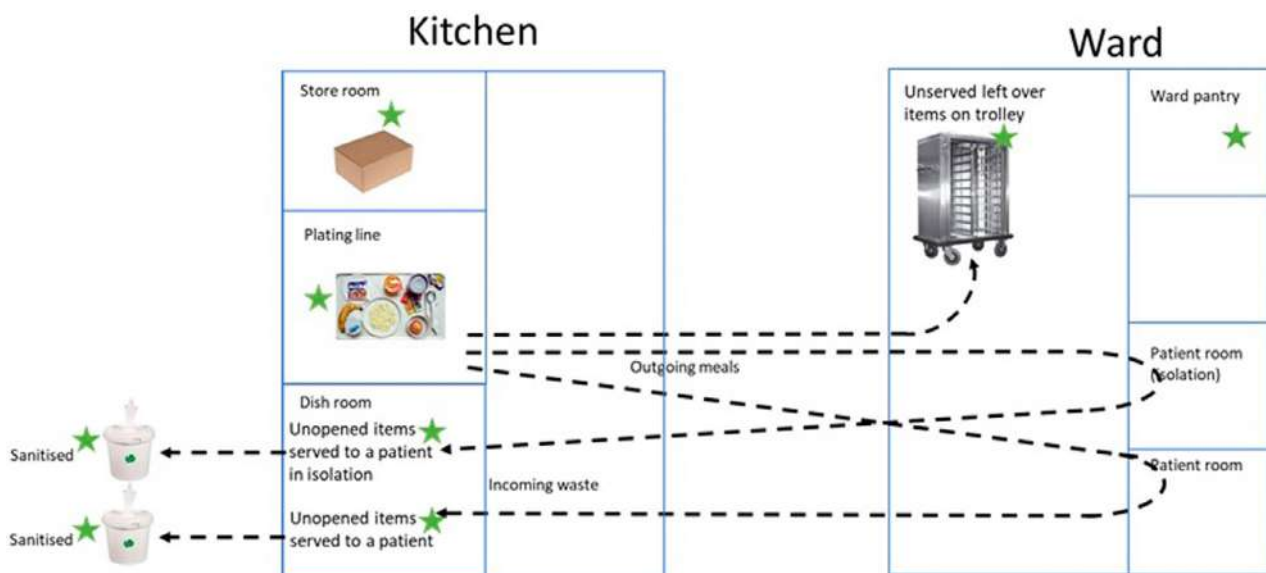 Kitchen
Ward
Store room
Unserved left over
items on trolley
Ward pantry
Plating line
Outgoing meals
Patient room
(isolation)
Dish room
Unopened items
served to a patient
in isolation
Sanitised
Patient room
Incoming waste
Unopened items
served to a patient
Sanitised